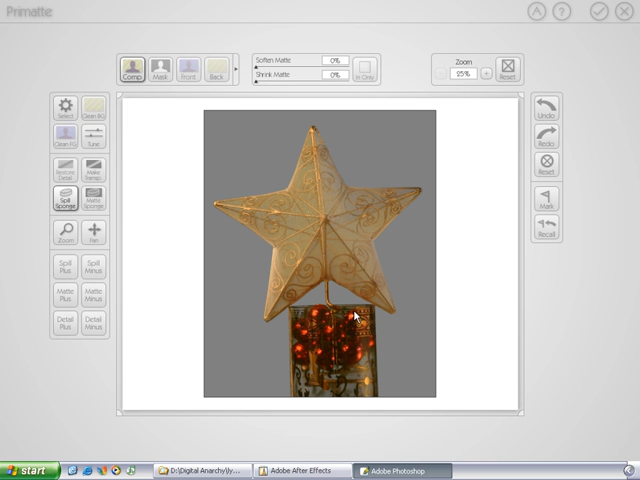 Primatte
Comp
Mask
Front
Back
Soften Matte 0%
Shrink Matte 0%
In Only
Zoom
25%
Reset
Select
Clean BG
Clean FG
Tune
Restore Detail
Make Transp.
Spill Sponge
Matte Sponge
Zoom
Pan
Spill Plus
Spill Minus
Matte Plus
Matte Minus
Detail Plus
Detail Minus
Undo
Redo
Reset
Mark
Recall
start
D:\Digital Anarchy\Jy...
Adobe After Effects
Adobe Photoshop